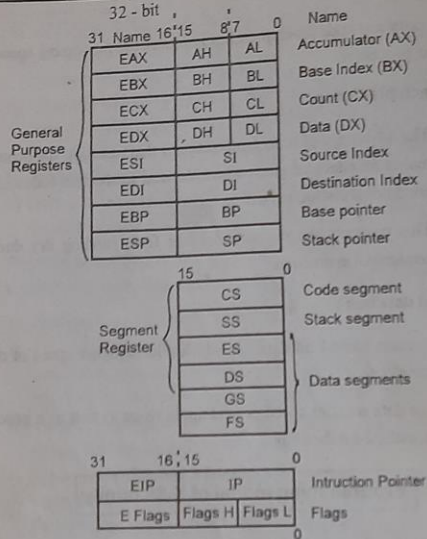 32 - bit
31 Name 16 15 8 7 0 Name
EAX AH AL Accumulator (AX)
EBX BH BL Base Index (BX)
ECX CH CL Count (CX)
EDX DH DL Data (DX)
General
Purpose
Registers
ESI SI Source Index
EDI DI Destination Index
EBP BP Base pointer
ESP SP Stack pointer
15 0
CS Code segment
SS Stack segment
Segment
Register
ES
DS Data segments
GS
FS
31 16 15 0
EIP IP Intruction Pointer
E Flags Flags H Flags L Flags
0